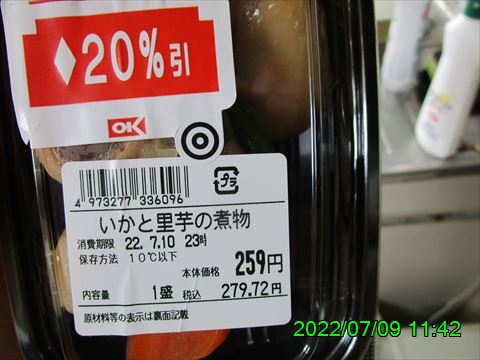 ◇20%引
OK
プラ
4 973277 336096
いかと里芋の煮物
消費期限 22. 7.10 23時
保存方法 10℃以下
本体価格 259円
内容量 1盛 税込 279.72円
原材料等の表示は裏面記載
2022/07/09 11:42